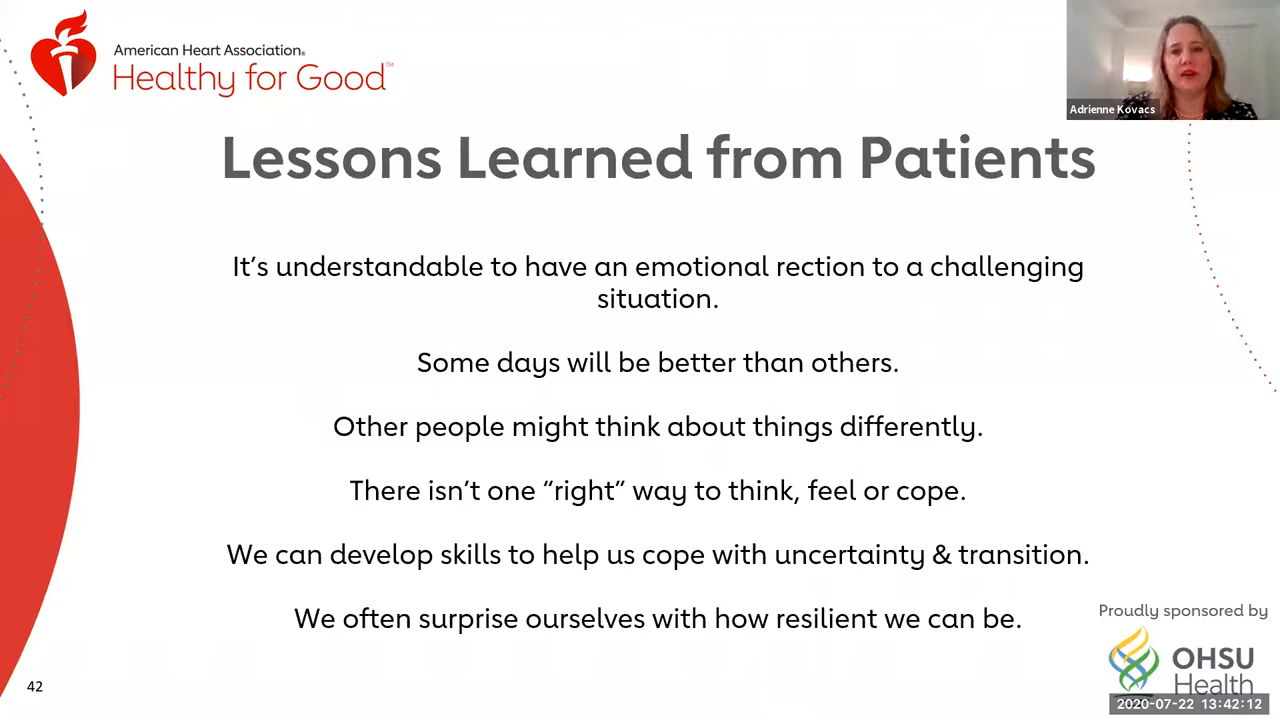 American Heart Association®
Healthy for Good™
Adrienne Kovacs
Lessons Learned from Patients
It's understandable to have an emotional rection to a challenging
situation.
Some days will be better than others.
Other people might think about things differently.
There isn't one “right” way to think, feel or cope.
We can develop skills to help us cope with uncertainty & transition.
We often surprise ourselves with how resilient we can be.
Proudly sponsored by
OHSU
Health
42
2020-07-22 13:42:12